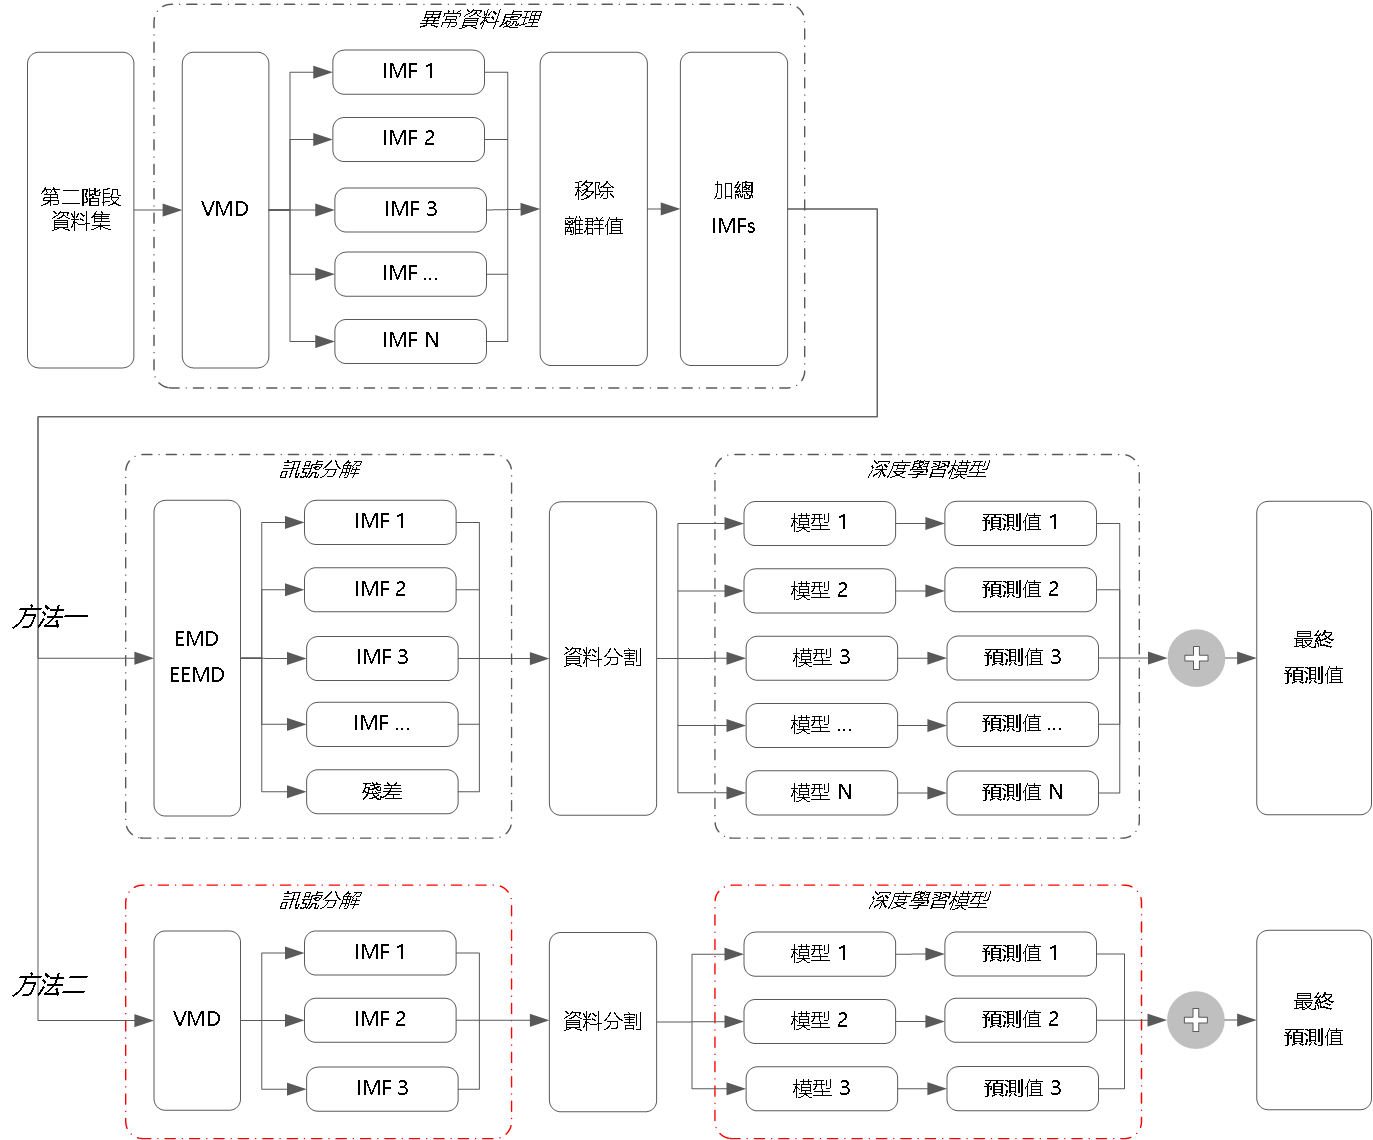 異常資料處理
第二階段
資料集
VMD
IMF 1
IMF 2
IMF 3
IMF ...
IMF N
移除
離群值
加總
IMFs
方法一
訊號分解
EMD
EEMD
IMF 1
IMF 2
IMF 3
IMF ...
殘差
資料分割
深度學習模型
模型 1
預測值 1
模型 2
預測值 2
模型 3
預測值 3
模型 ...
預測值 ...
模型 N
預測值 N
最終
預測值
方法二
訊號分解
VMD
IMF 1
IMF 2
IMF 3
資料分割
深度學習模型
模型 1
預測值 1
模型 2
預測值 2
模型 3
預測值 3
最終
預測值